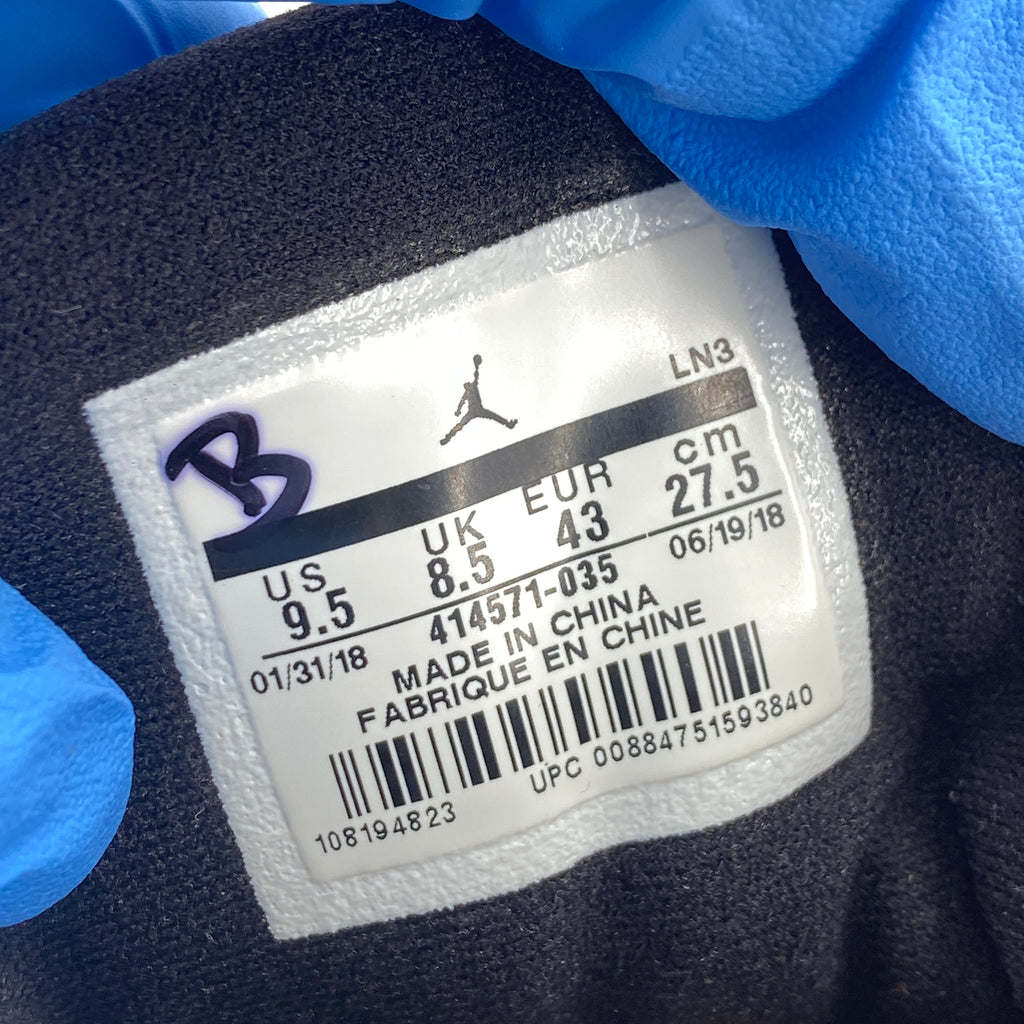 B
LN3
US UK EUR cm
9.5 8.5 43 27.5
01/31/18 414571-035 06/19/18
MADE IN CHINA
FABRIQUE EN CHINE
108194823 UPC 00884751593840